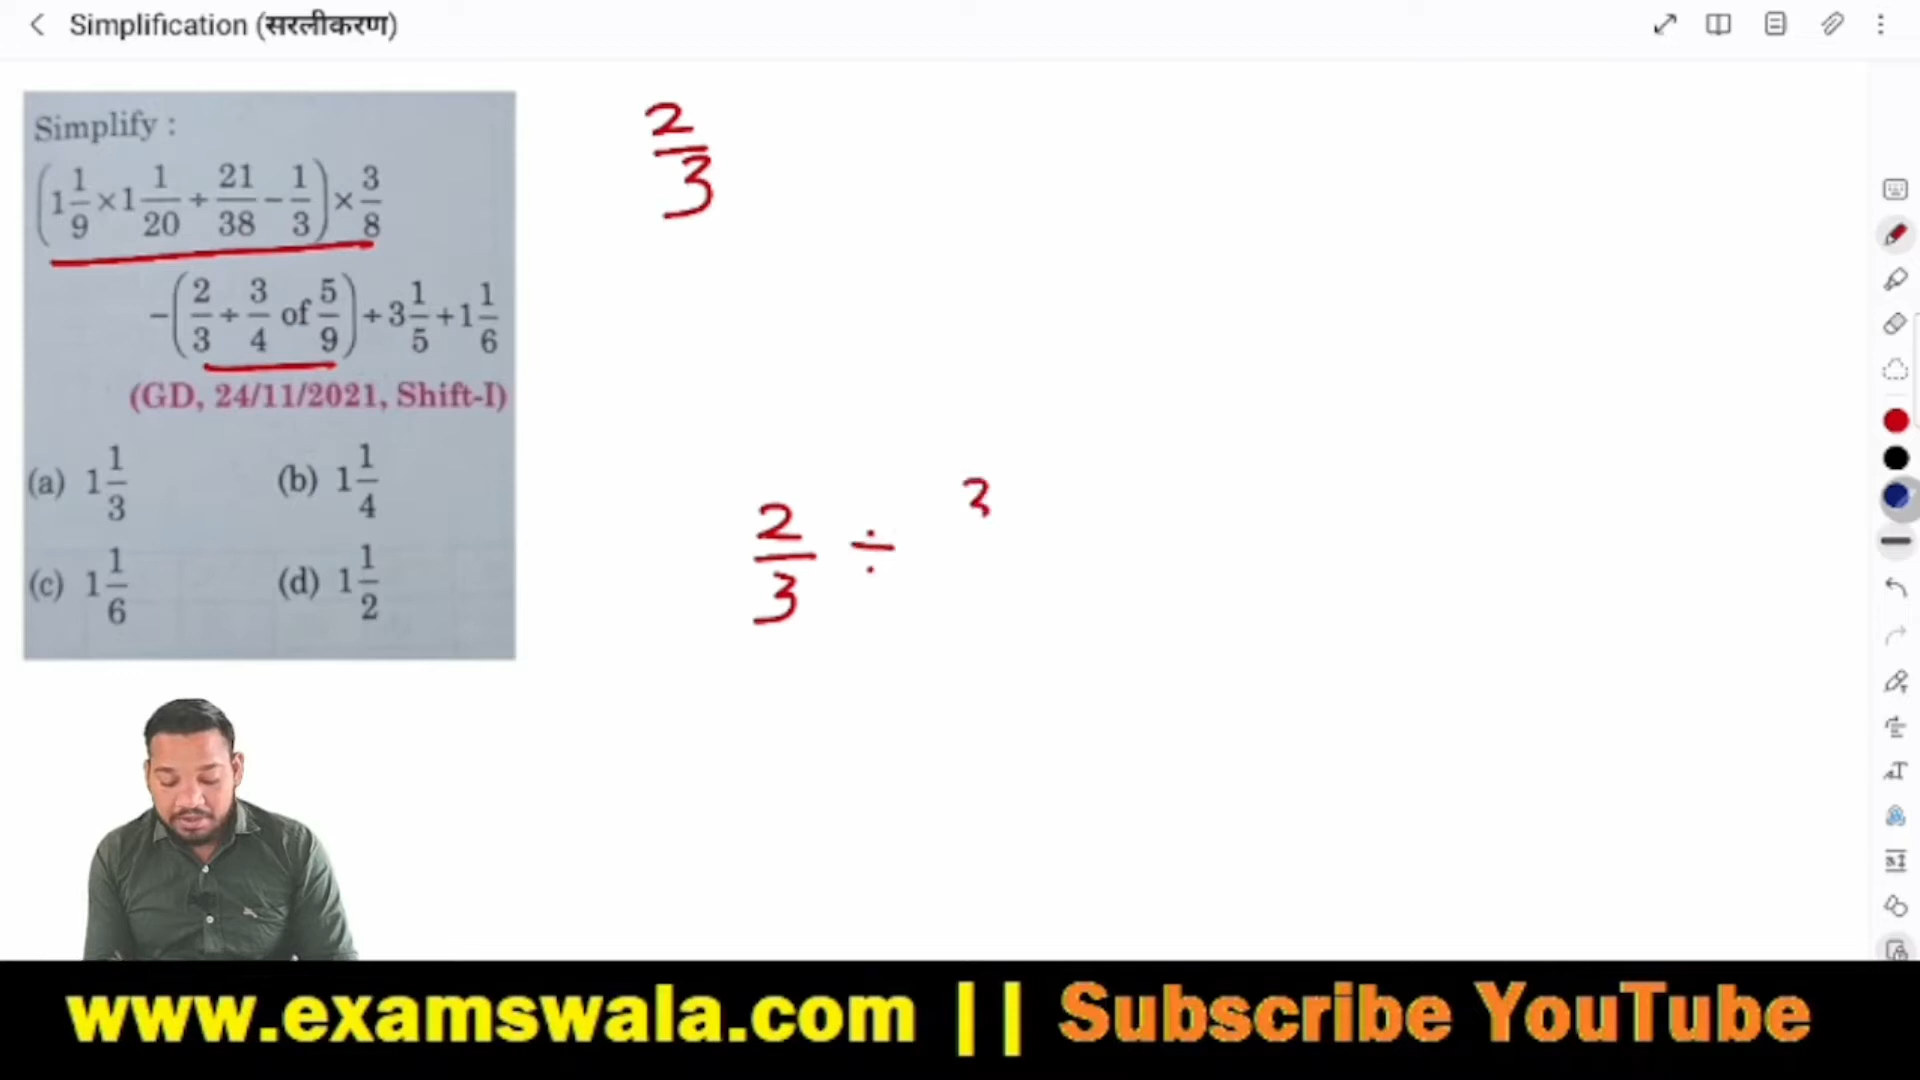 Simplification (सरलीकरण)
Simplify :
(1 1/9 × 1 1/20 ÷ 21/38 − 1/3) × 3/8
−(2/3 ÷ 3/4 of 5/9) ÷ 3 1/5 + 1 1/6
(GD, 24/11/2021, Shift-I)
(a) 1 1/3 (b) 1 1/4
(c) 1 1/6 (d) 1 1/2
2/3
2/3 ÷ 3
www.examswala.com || Subscribe YouTube